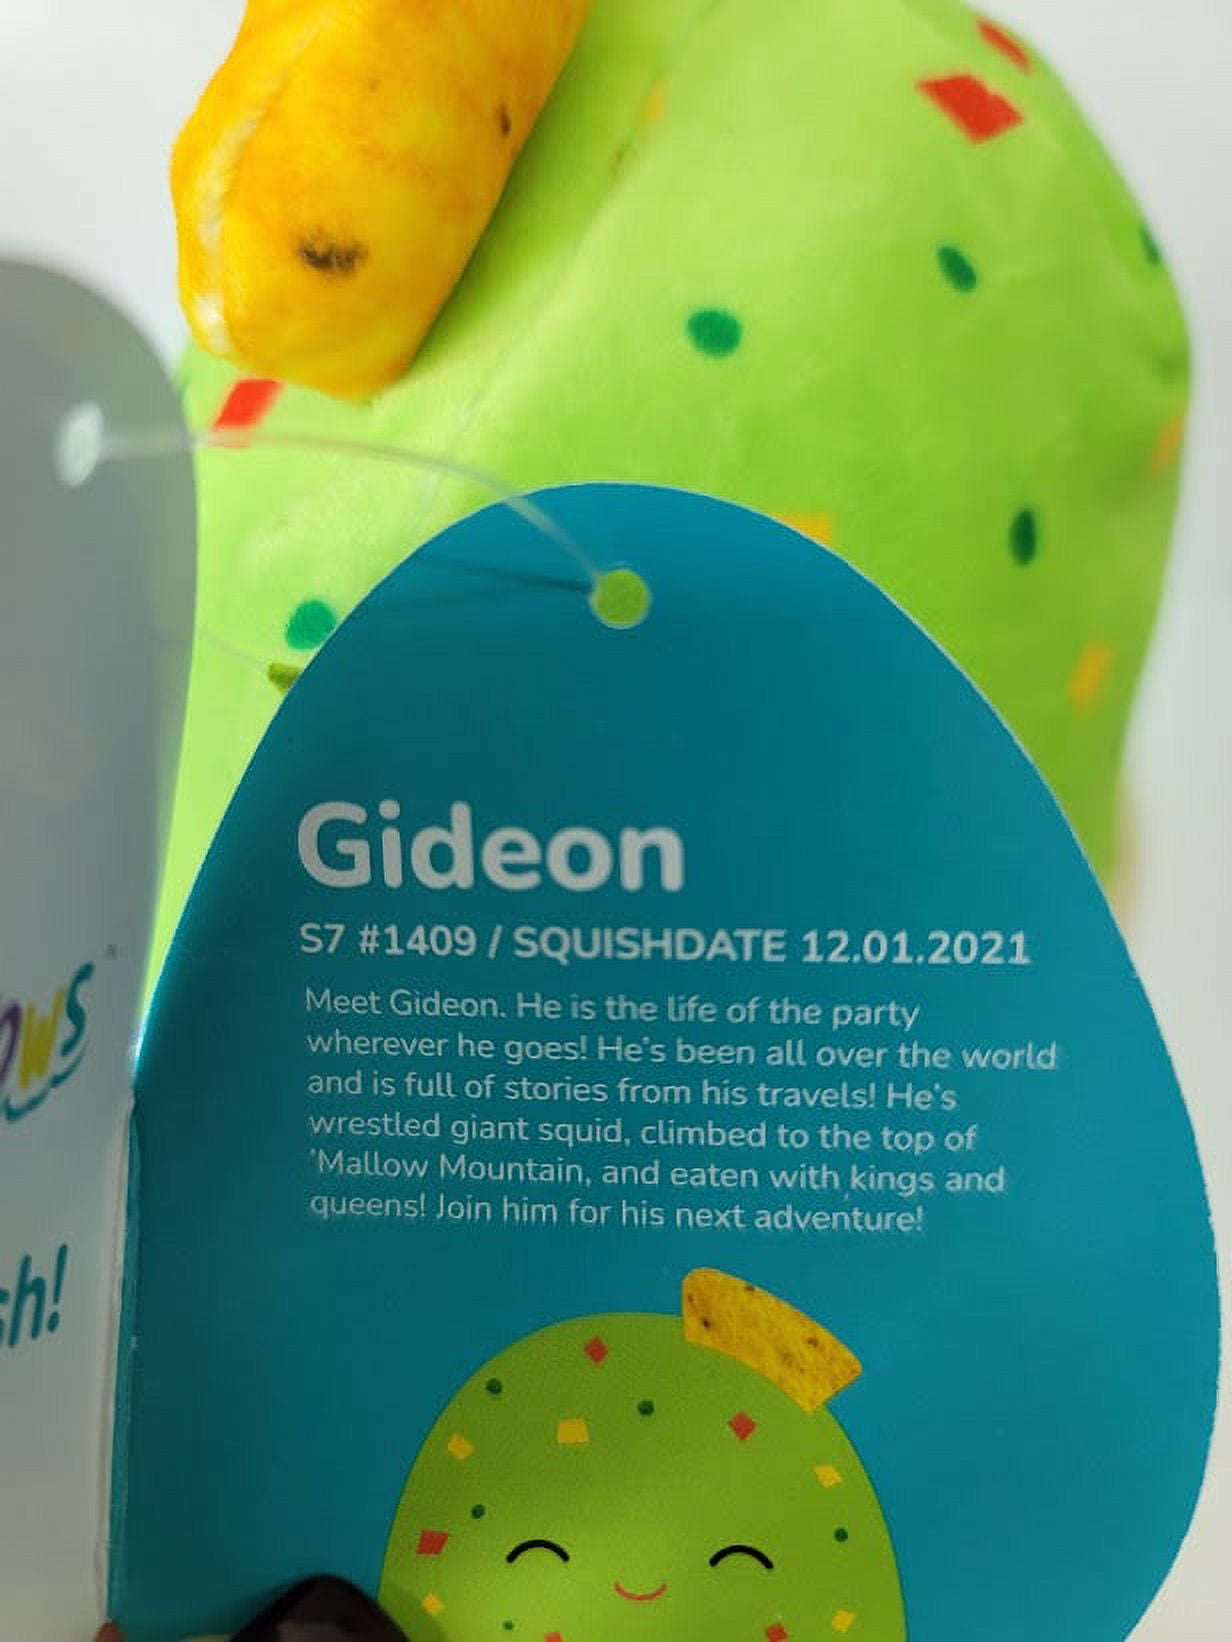 Gideon
S7 #1409 / SQUISHDATE 12.01.2021
Meet Gideon. He is the life of the party
wherever he goes! He's been all over the world
and is full of stories from his travels! He's
wrestled giant squid, climbed to the top of
'Mallow Mountain, and eaten with kings and
queens! Join him for his next adventure!